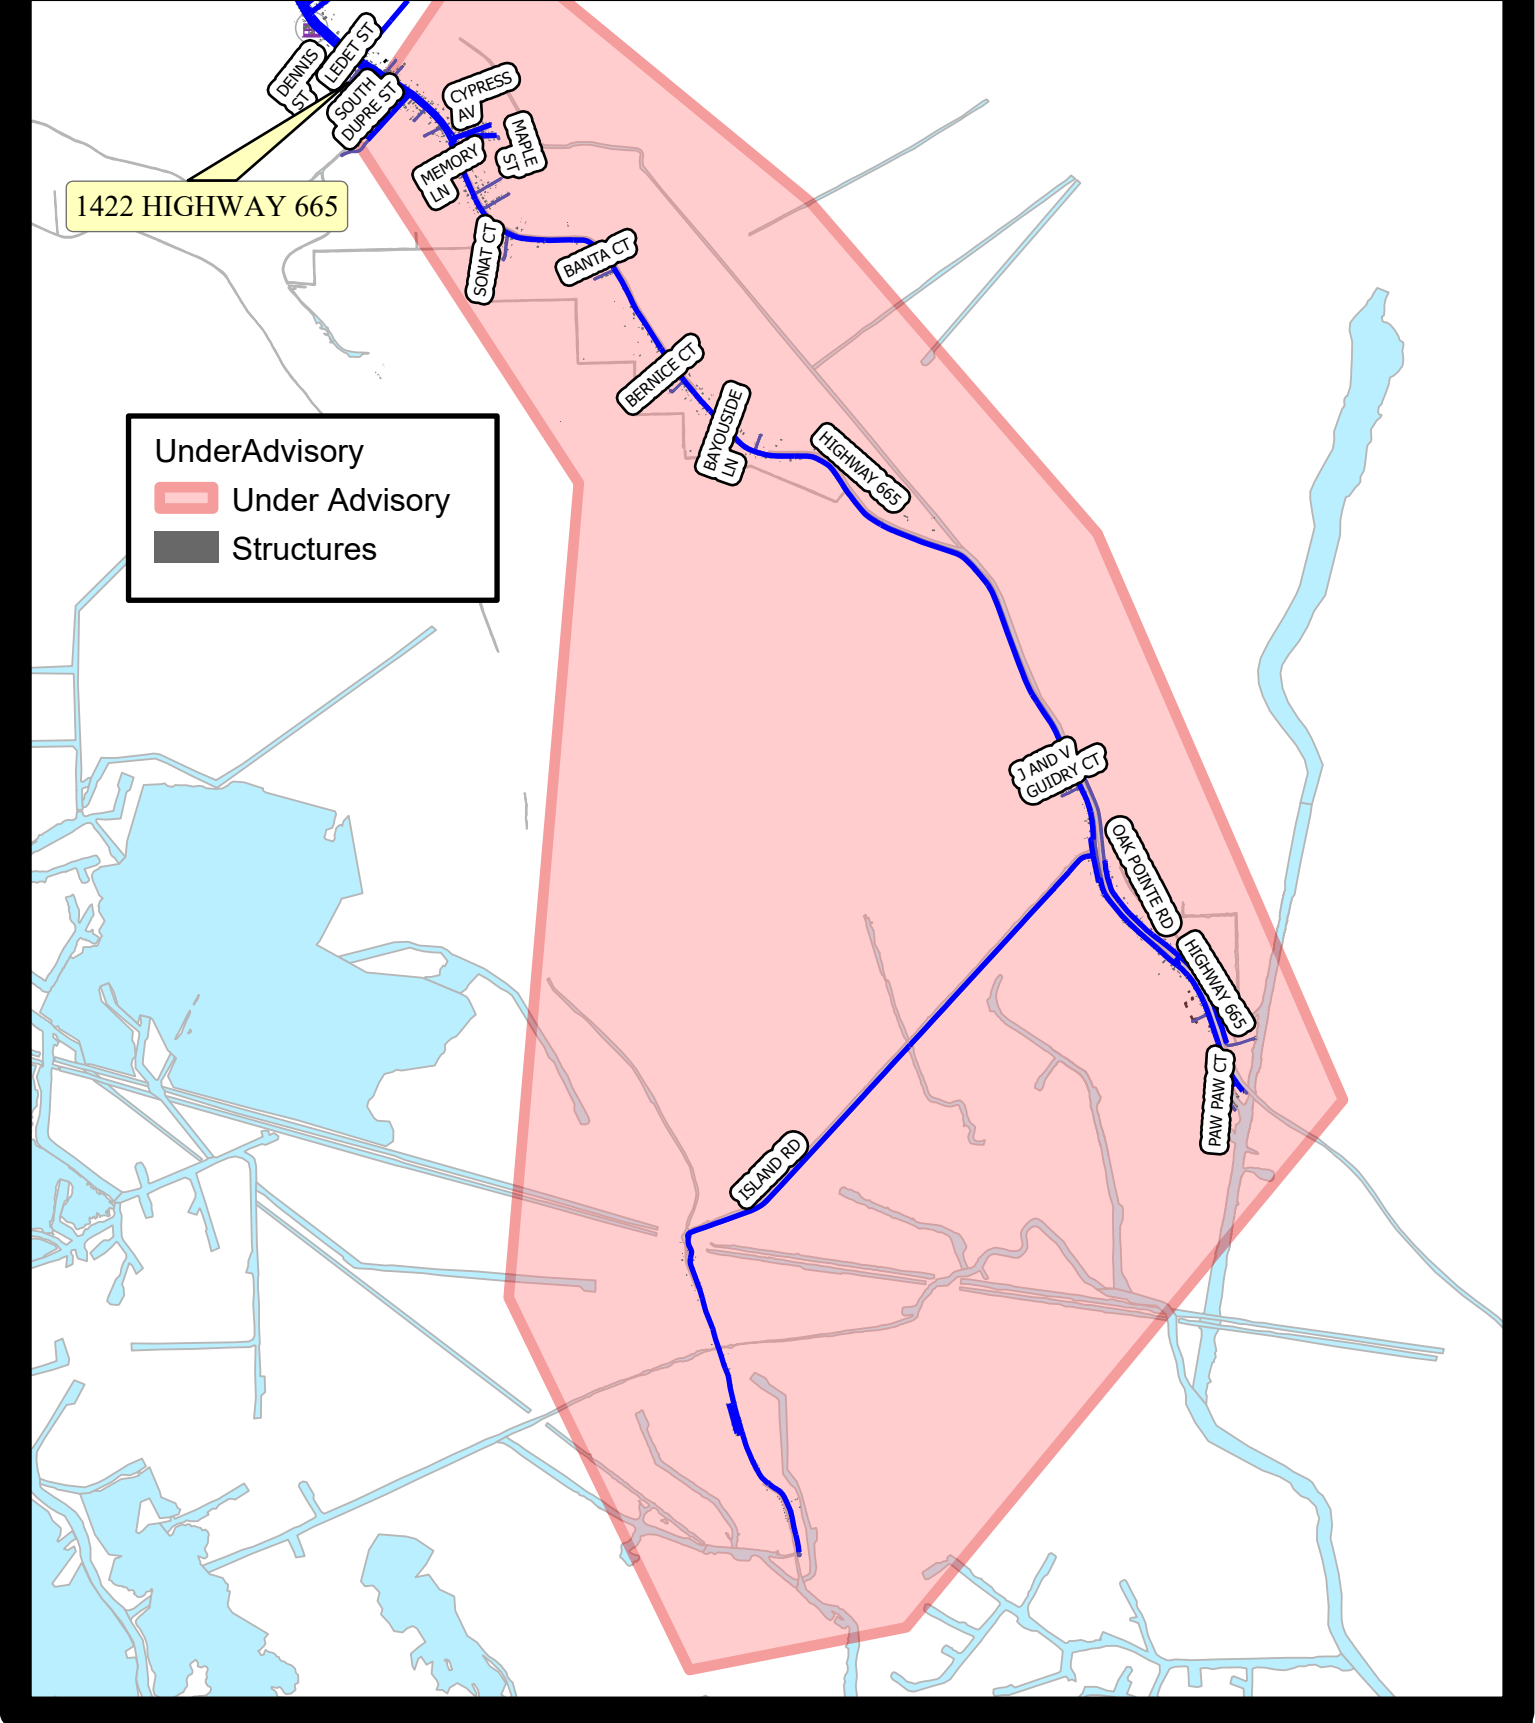 DENNIS
ST
LEDET ST
SOUTH
DUPRE ST
CYPRESS
AV
MAPLE
ST
MEMORY
LN
1422 HIGHWAY 665
SONAT CT
BANTA CT
BERNICE CT
BAYOUSIDE
LN
HIGHWAY 665
UnderAdvisory
Under Advisory
Structures
J AND V
GUIDRY CT
OAK POINTE RD
HIGHWAY 665
PAW PAW CT
ISLAND RD